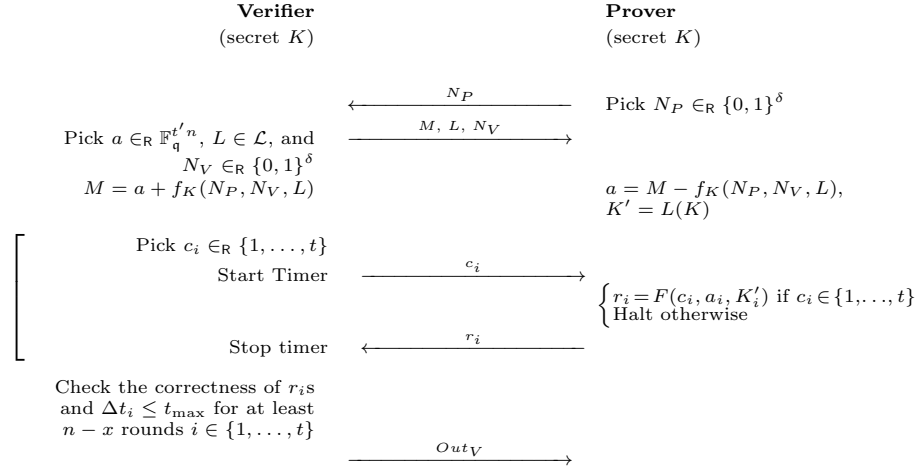 Verifier
Prover
(secret K)
(secret K)
N_P
Pick N_P ∈_R {0, 1}^δ
Pick a ∈_R 𝔽_q^{t′n}, L ∈ ℒ, and
M, L, N_V
N_V ∈_R {0, 1}^δ
M = a + f_K(N_P, N_V, L)
a = M − f_K(N_P, N_V, L),
K′ = L(K)
Pick c_i ∈_R {1, . . . , t}
Start Timer
c_i
r_i = F(c_i, a_i, K′_i) if c_i ∈ {1, . . . , t}
Halt otherwise
Stop timer
r_i
Check the correctness of r_is
and Δt_i ≤ t_max for at least
n − x rounds i ∈ {1, . . . , t}
Out_V